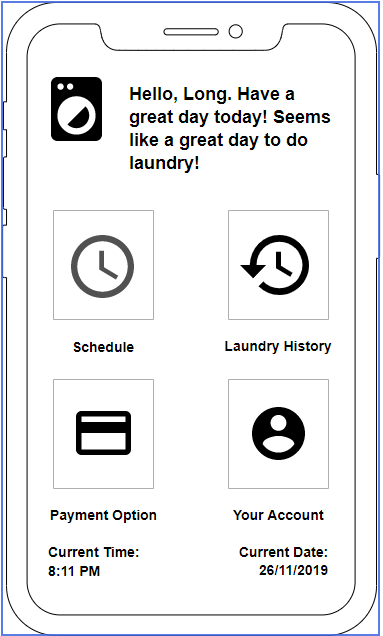 Hello, Long. Have a
great day today! Seems
like a great day to do
laundry!
Schedule
Laundry History
Payment Option
Your Account
Current Time:
8:11 PM
Current Date:
26/11/2019